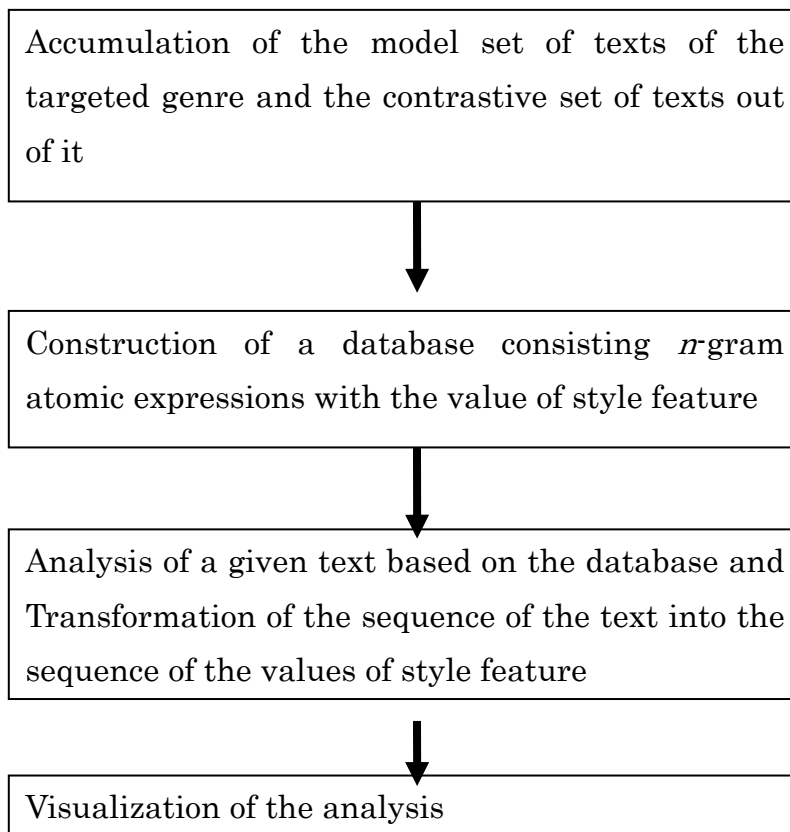 Accumulation of the model set of texts of the
targeted genre and the contrastive set of texts out
of it
Construction of a database consisting n-gram
atomic expressions with the value of style feature
Analysis of a given text based on the database and
Transformation of the sequence of the text into the
sequence of the values of style feature
Visualization of the analysis